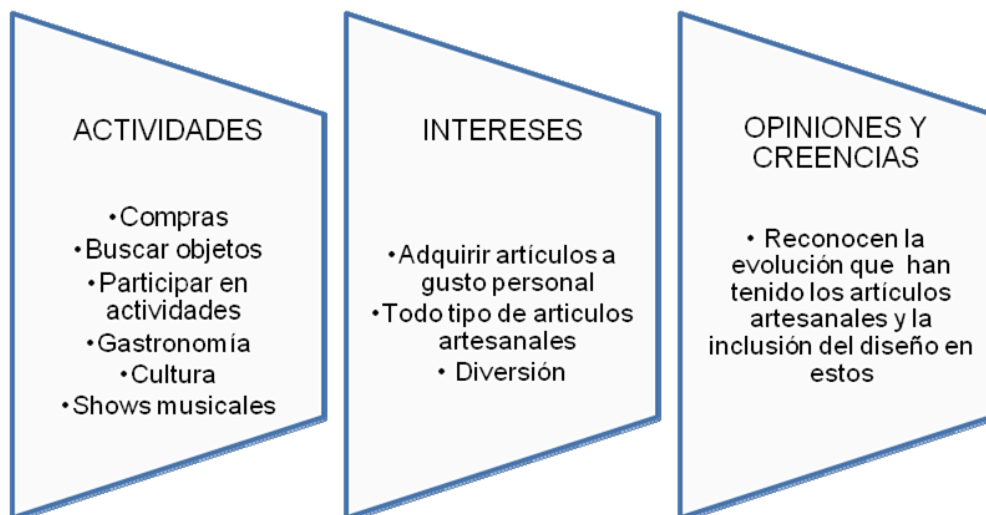 ACTIVIDADES
•Compras
•Buscar objetos
•Participar en
actividades
•Gastronomía
•Cultura
•Shows musicales
INTERESES
•Adquirir artículos a
gusto personal
•Todo tipo de articulos
artesanales
• Diversión
OPINIONES Y
CREENCIAS
• Reconocen la
evolución que han
tenido los artículos
artesanales y la
inclusión del diseño en
estos